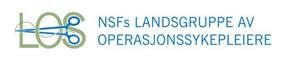 LOS NSFs LANDSGRUPPE AV
OPERASJONSSYKEPLEIERE